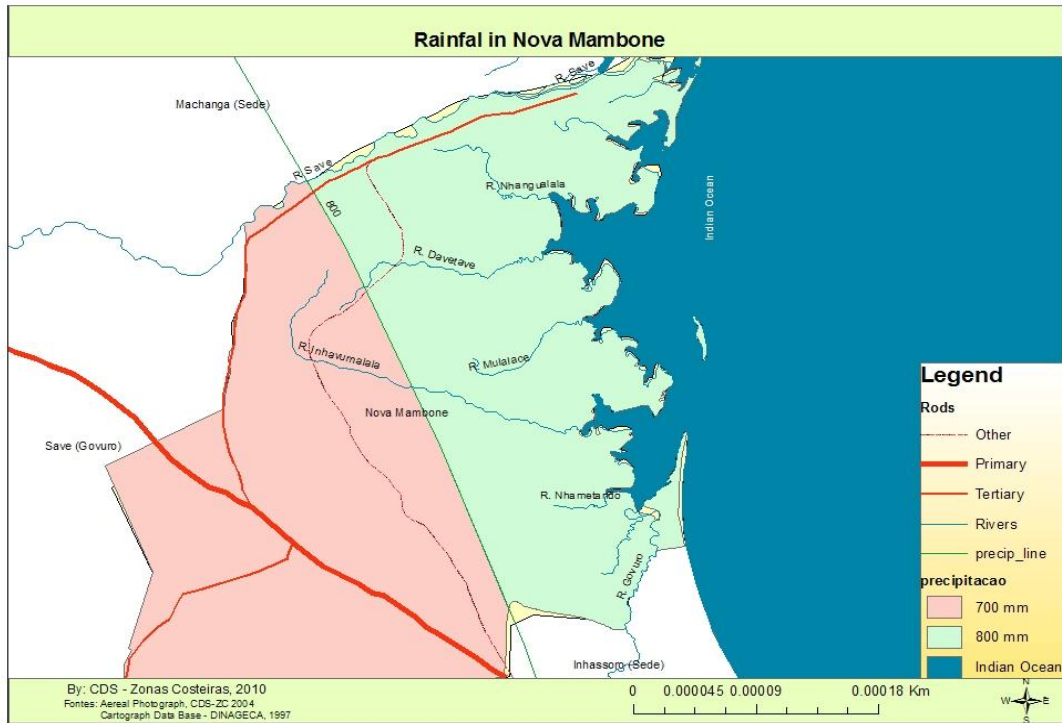 Rainfal in Nova Mambone
R. Save
Machanga (Sede)
R. Save
R. Nhangualala
800
Indian Ocean
R. Davetave
R. Inhavumalala
R. Mulalace
Nova Mambone
Save (Govuro)
R. Nhametando
R. Govuro
Inhassoro (Sede)
Legend
Rods
Other
Primary
Tertiary
Rivers
precip_line
precipitacao
700 mm
800 mm
Indian Ocean
By: CDS - Zonas Costeiras, 2010
Fontes: Aereal Photograph, CDS-ZC 2004
Cartograph Data Base - DINAGECA, 1997
0 0.000045 0.00009 0.00018 Km
N
W E
S